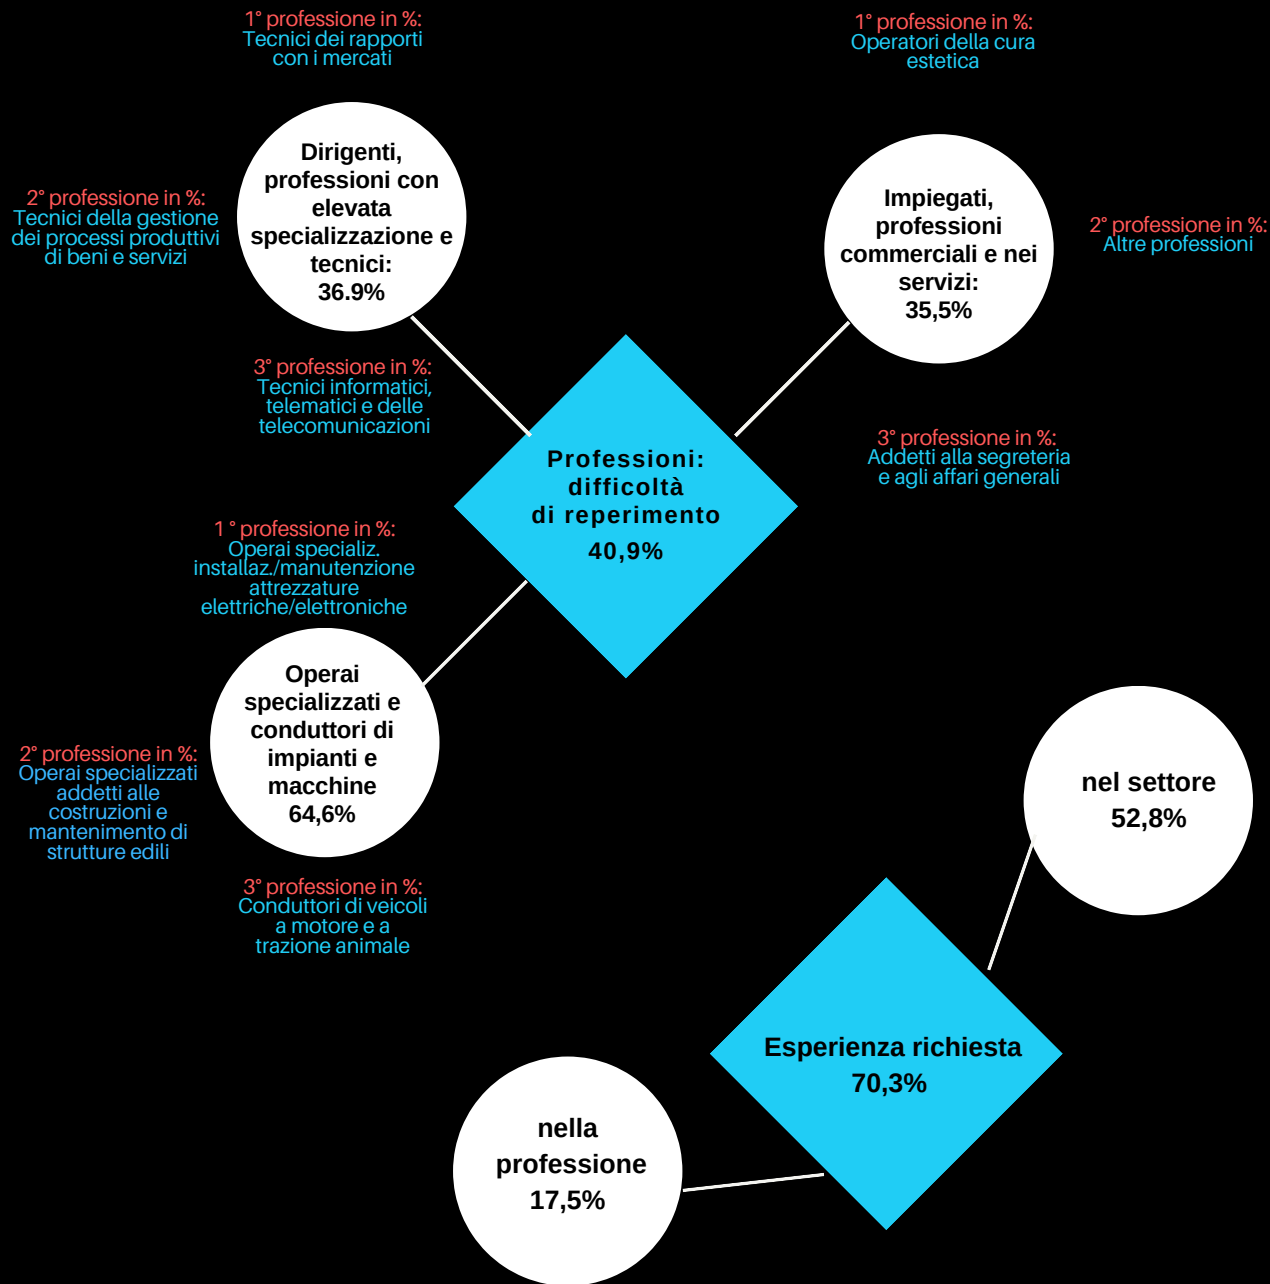 1° professione in %:
Tecnici dei rapporti
con i mercati
1° professione in %:
Operatori della cura
estetica
Dirigenti,
professioni con
elevata
specializzazione e
tecnici:
36.9%
2° professione in %:
Tecnici della gestione
dei processi produttivi
di beni e servizi
Impiegati,
professioni
commerciali e nei
servizi:
35,5%
2° professione in %:
Altre professioni
3° professione in %:
Tecnici informatici,
telematici e delle
telecomunicazioni
3° professione in %:
Addetti alla segreteria
e agli affari generali
Professioni:
difficoltà
di reperimento
40,9%
1 ° professione in %:
Operai specializ.
installaz./manutenzione
attrezzature
elettriche/elettroniche
Operai
specializzati e
conduttori di
impianti e
macchine
64,6%
2° professione in %:
Operai specializzati
addetti alle
costruzioni e
mantenimento di
strutture edili
3° professione in %:
Conduttori di veicoli
a motore e a
trazione animale
nel settore
52,8%
Esperienza richiesta
70,3%
nella
professione
17,5%